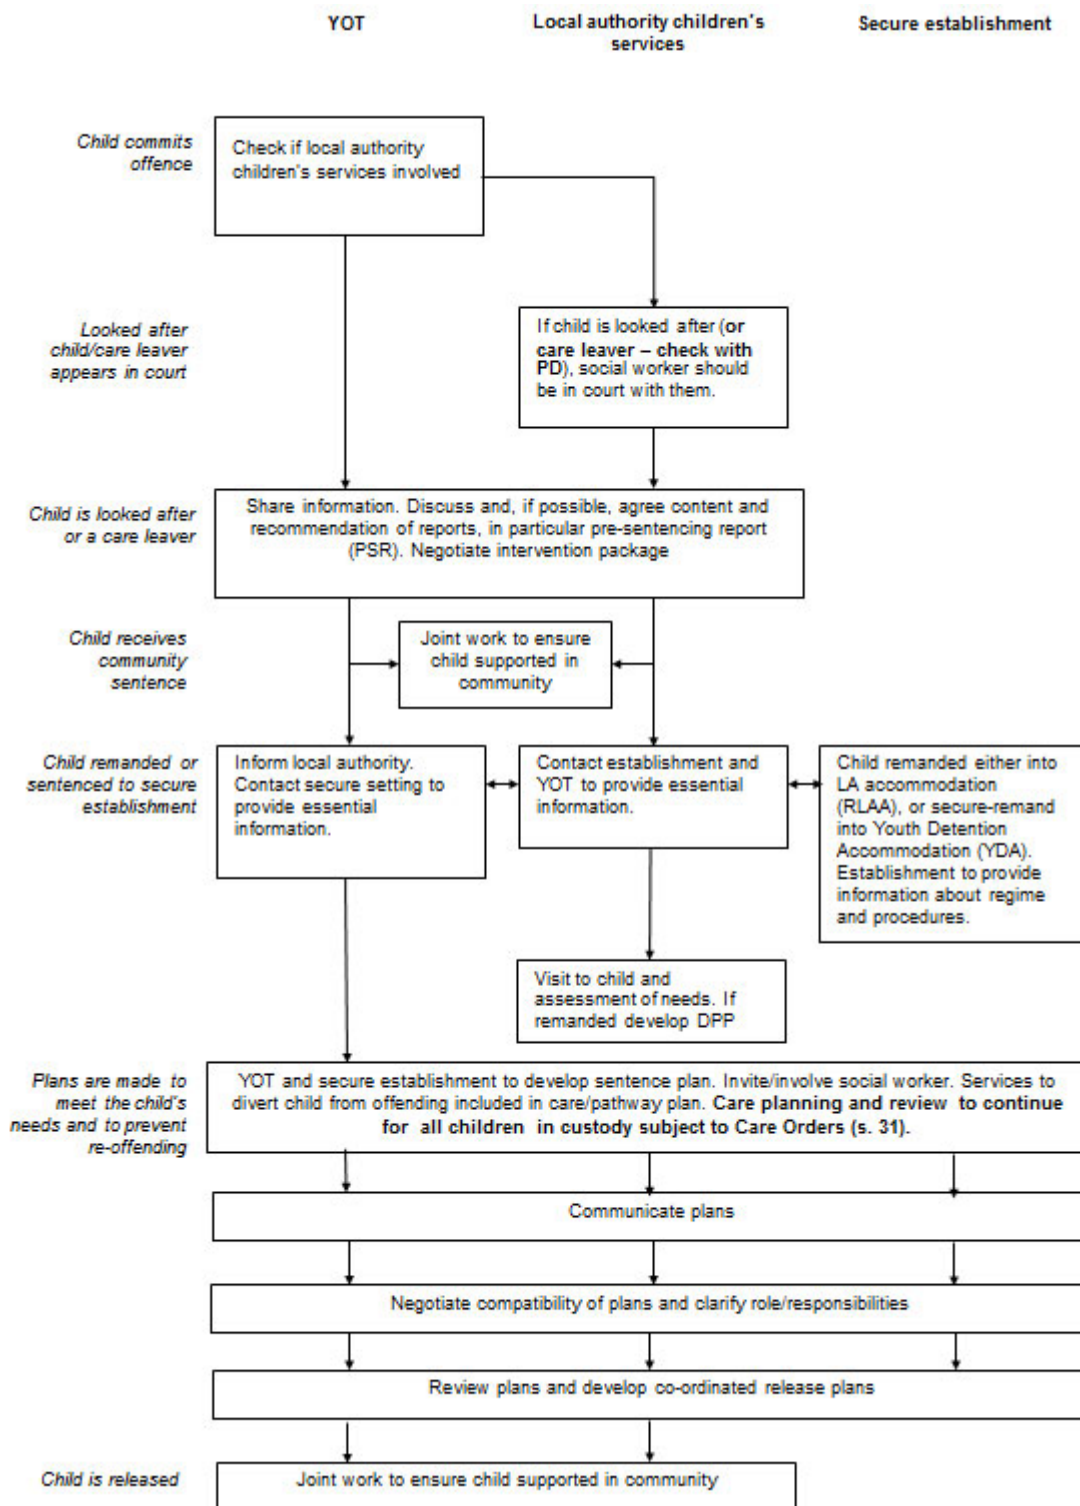 YOT
Local authority children's
services
Secure establishment
Child commits
offence
Check if local authority
children's services involved
Looked after
child/care leaver
appears in court
If child is looked after (or
care leaver – check with
PD), social worker should
be in court with them.
Child is looked after
or a care leaver
Share information. Discuss and, if possible, agree content and
recommendation of reports, in particular pre-sentencing report
(PSR). Negotiate intervention package
Child receives
community
sentence
Joint work to ensure
child supported in
community
Child remanded or
sentenced to secure
establishment
Inform local authority.
Contact secure setting to
provide essential
information.
Contact establishment and
YOT to provide essential
information.
Child remanded either into
LA accommodation
(RLAA), or secure-remand
into Youth Detention
Accommodation (YDA).
Establishment to provide
information about regime
and procedures.
Visit to child and
assessment of needs. If
remanded develop DPP
Plans are made to
meet the child's
needs and to prevent
re-offending
YOT and secure establishment to develop sentence plan. Invite/involve social worker. Services to
divert child from offending included in care/pathway plan. Care planning and review to continue
for all children in custody subject to Care Orders (s. 31).
Communicate plans
Negotiate compatibility of plans and clarify role/responsibilities
Review plans and develop co-ordinated release plans
Child is released
Joint work to ensure child supported in community